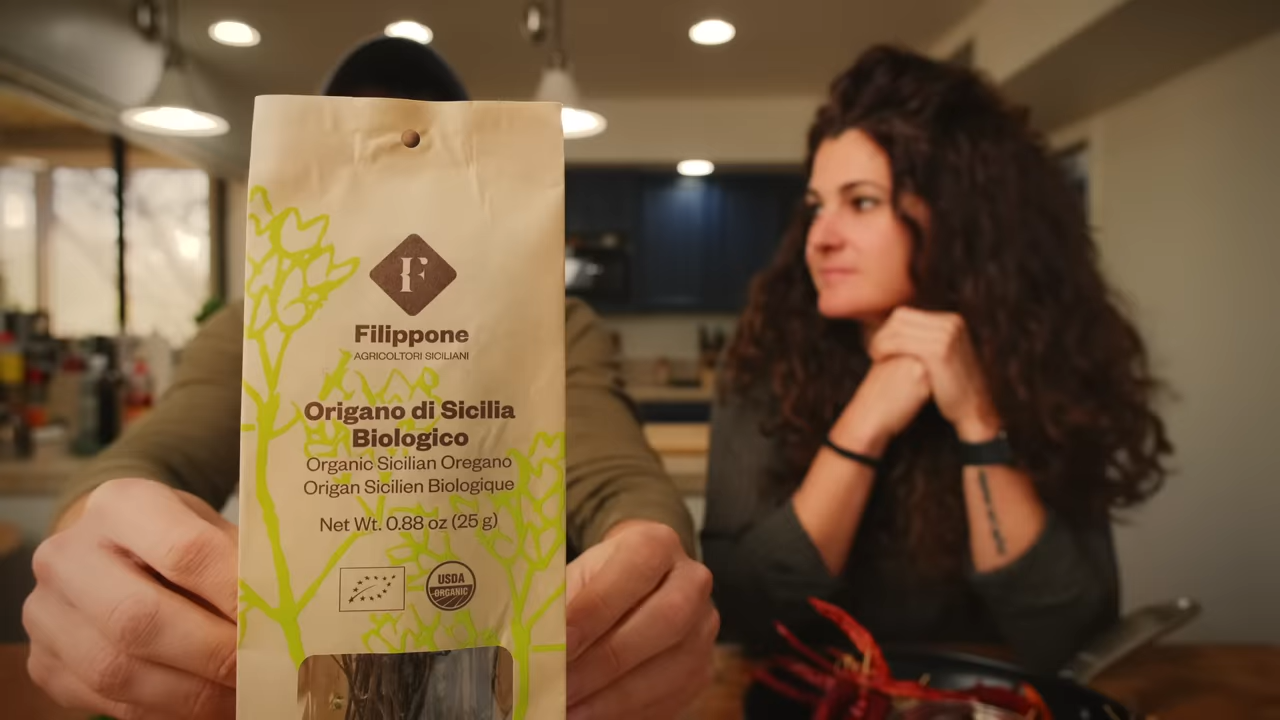 F
Filippone
AGRICOLTORI SICILIANI
Origano di Sicilia
Biologico
Organic Sicilian Oregano
Origan Sicilien Biologique
Net Wt. 0.88 oz (25 g)
USDA
ORGANIC